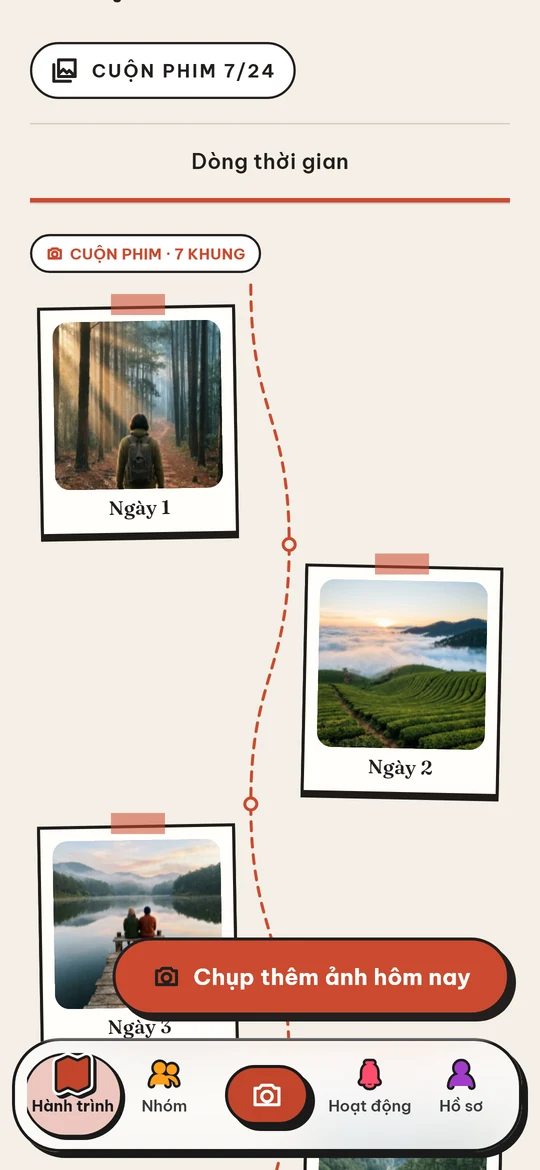 CUỘN PHIM 7/24
Dòng thời gian
CUỘN PHIM · 7 KHUNG
Ngày 1
Ngày 2
Ngày 3
Chụp thêm ảnh hôm nay
Hành trình
Nhóm
Hoạt động
Hồ sơ